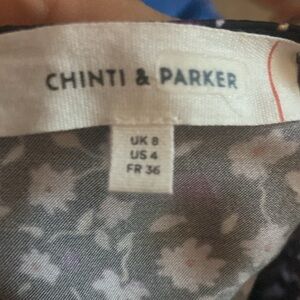 CHINTI & PARKER
UK 8
US 4
FR 36